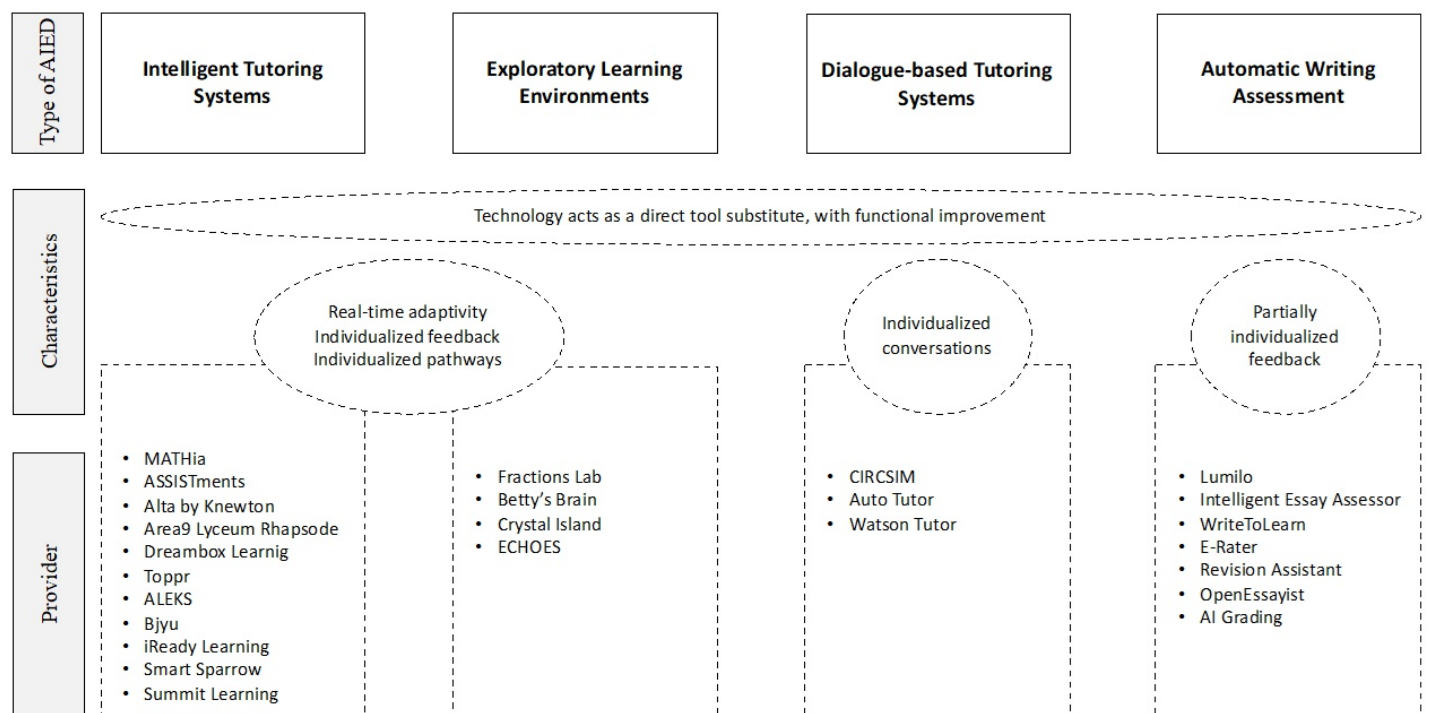 Type of AIED
Intelligent Tutoring
Systems
Exploratory Learning
Environments
Dialogue-based Tutoring
Systems
Automatic Writing
Assessment
Characteristics
Technology acts as a direct tool substitute, with functional improvement
Real-time adaptivity
Individualized feedback
Individualized pathways
Individualized
conversations
Partially
individualized
feedback
Provider
• MATHia
• ASSISTments
• Alta by Knewton
• Area9 Lyceum Rhapsode
• Dreambox Learnig
• Toppr
• ALEKS
• Bjyu
• iReady Learning
• Smart Sparrow
• Summit Learning
• Fractions Lab
• Betty’s Brain
• Crystal Island
• ECHOES
• CIRCSIM
• Auto Tutor
• Watson Tutor
• Lumilo
• Intelligent Essay Assessor
• WriteToLearn
• E-Rater
• Revision Assistant
• OpenEssayist
• AI Grading